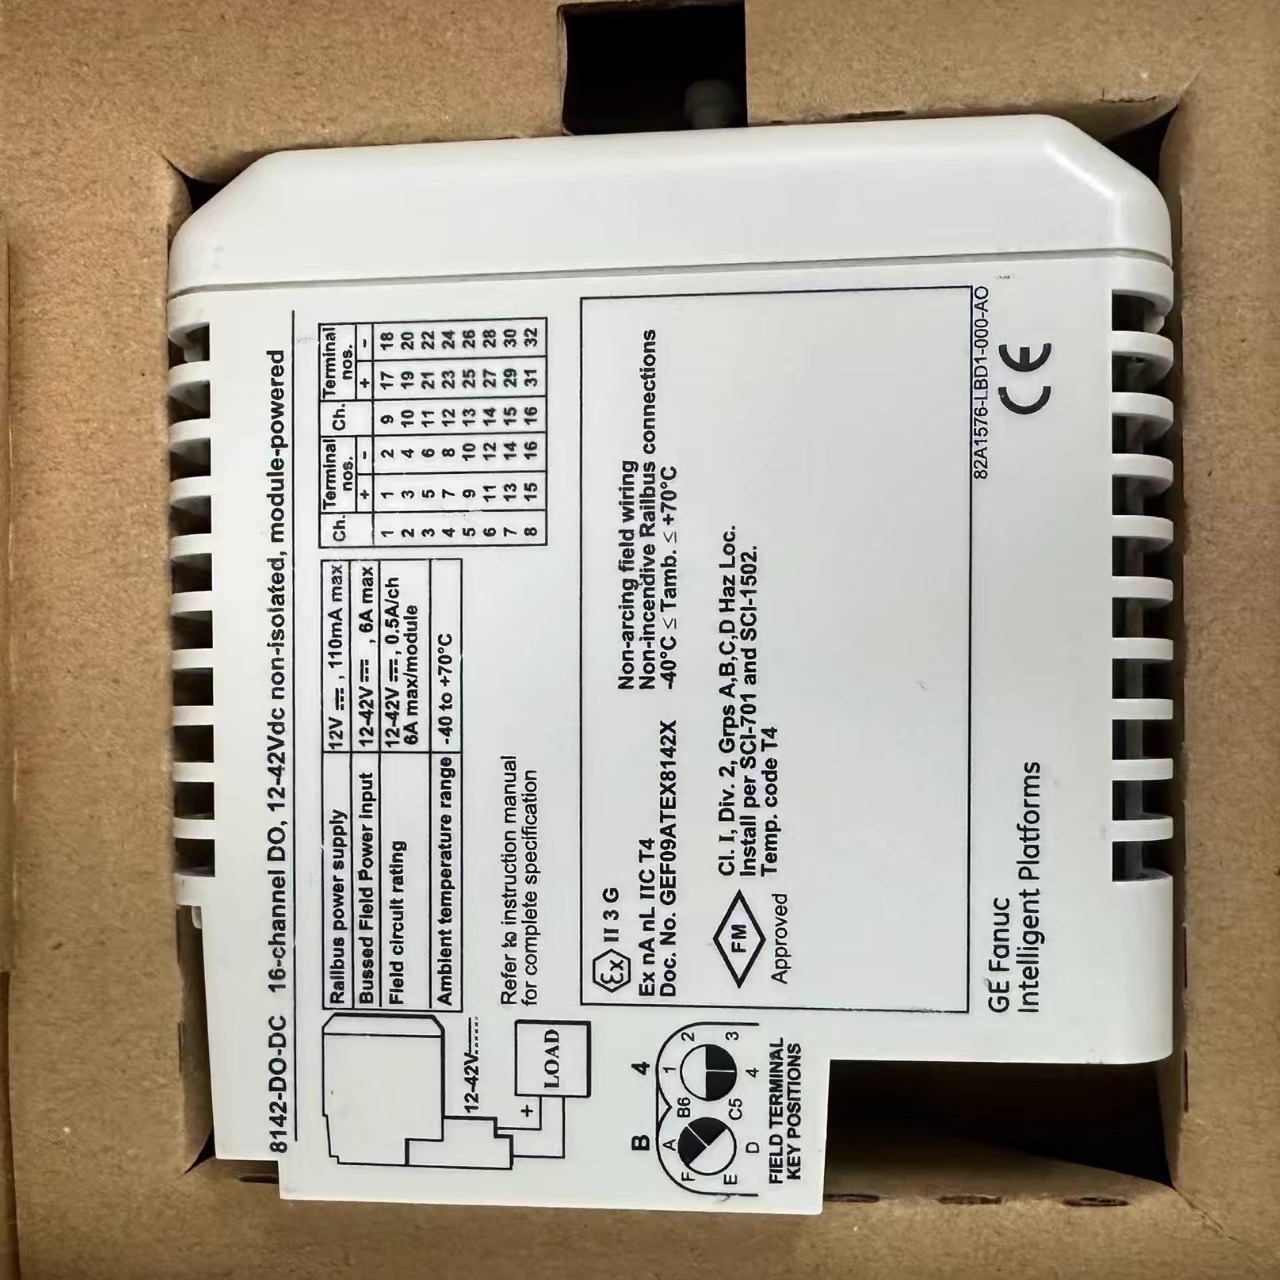 8142-DO-DC 16-channel DO, 12-42Vdc non-isolated, module-powered
Railbus power supply 12V ⎓, 110mA max
Bussed Field Power Input 12-42V ⎓, 6A max
Field circuit rating 12-42V ⎓, 0.5A/ch
6A max/module
Ambient temperature range -40 to +70°C
Ch. Terminal nos. Ch. Terminal nos.
+ - + -
1 1 2 9 17 18
2 3 4 10 19 20
3 5 6 11 21 22
4 7 8 12 23 24
5 9 10 13 25 26
6 11 12 14 27 28
7 13 14 15 29 30
8 15 16 16 31 32
12-42V
+
LOAD
Refer to instruction manual
for complete specification
B 4
A B C D E F
1 2 3 4 5 6
FIELD TERMINAL
KEY POSITIONS
Ex II 3 G
Ex nA nL IIC T4
Doc. No. GEF09ATEX8142X
Non-arcing field wiring
Non-incendive Railbus connections
-40°C ≤ Tamb. ≤ +70°C
FM
Approved
Cl. I, Div. 2, Grps A,B,C,D Haz Loc.
Install per SCI-701 and SCI-1502.
Temp. code T4
82A1576-LBD1-000-AO
GE Fanuc
Intelligent Platforms
CE